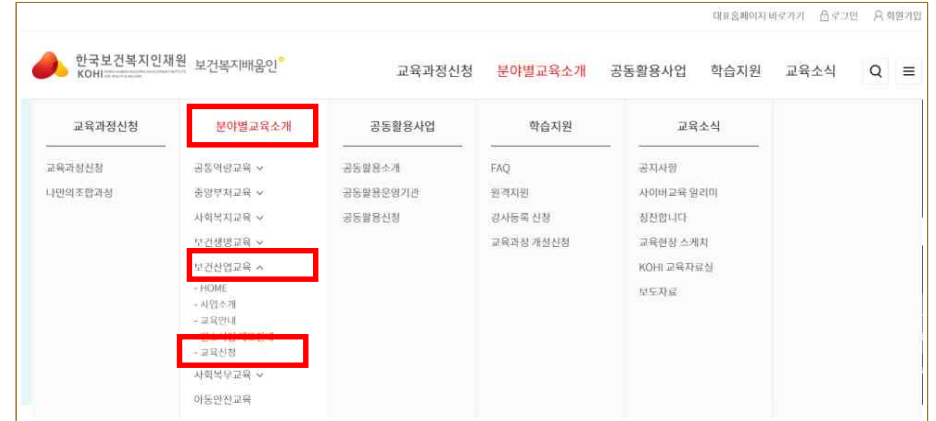 대표홈페이지 바로가기 로그인 회원가입
한국보건복지인재원 보건복지배움인
KOHI
교육과정신청 분야별교육소개 공동활용사업 학습지원 교육소식
교육과정신청 분야별교육소개 공동활용사업 학습지원 교육소식
교육과정신청 공통역량교육 공동활용소개 FAQ 공지사항
나만의조합과정 중앙부처교육 공동활용운영기관 원격지원 사이버교육 알리미
사회복지교육 공동활용신청 강사등록 신청 칭찬합니다
보건생명교육 교육과정 개설신청 교육현장 스케치
보건산업교육 KOHI 교육자료실
- HOME
보도자료
- 사업소개
- 교육안내
- 교육신청
사회복무교육
아동안전교육